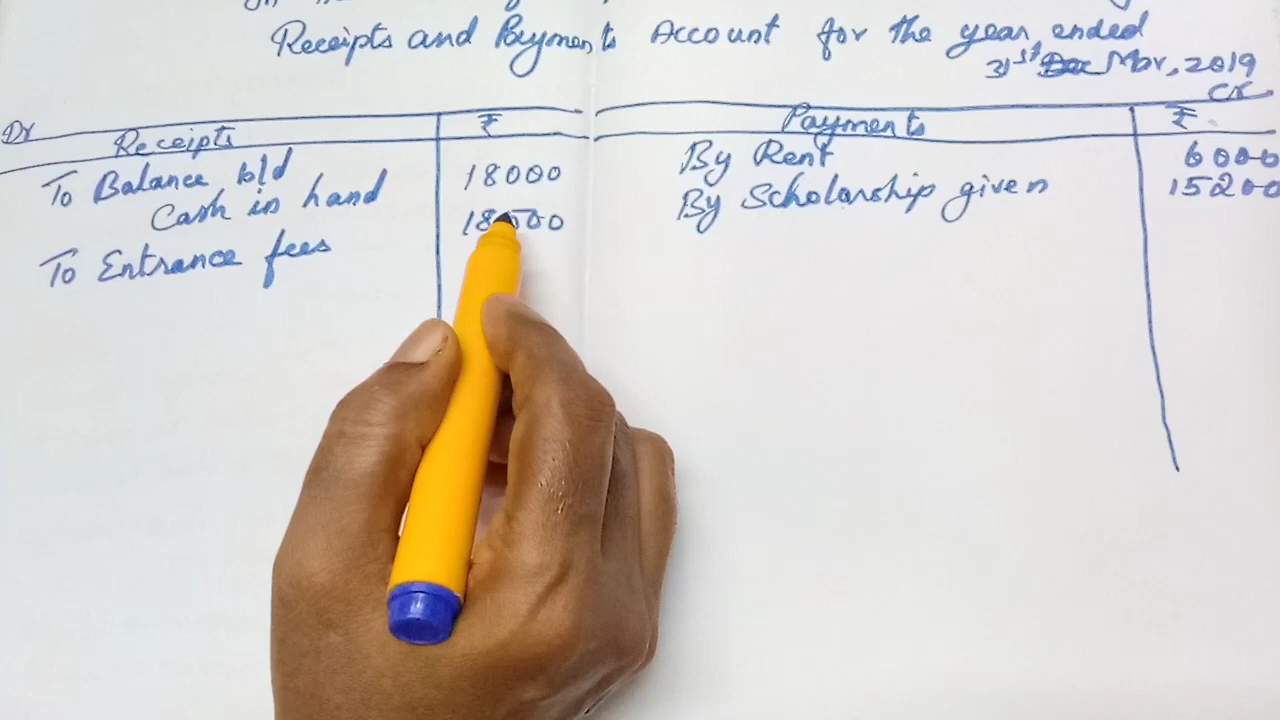 Receipts and Payments Account for the year ended
31st Mar, 2019
Dr
Cr
Receipts ₹ Payments ₹
To Balance b/d 18000 By Rent 6000
Cash in hand By Scholarship given 15200
To Entrance fees